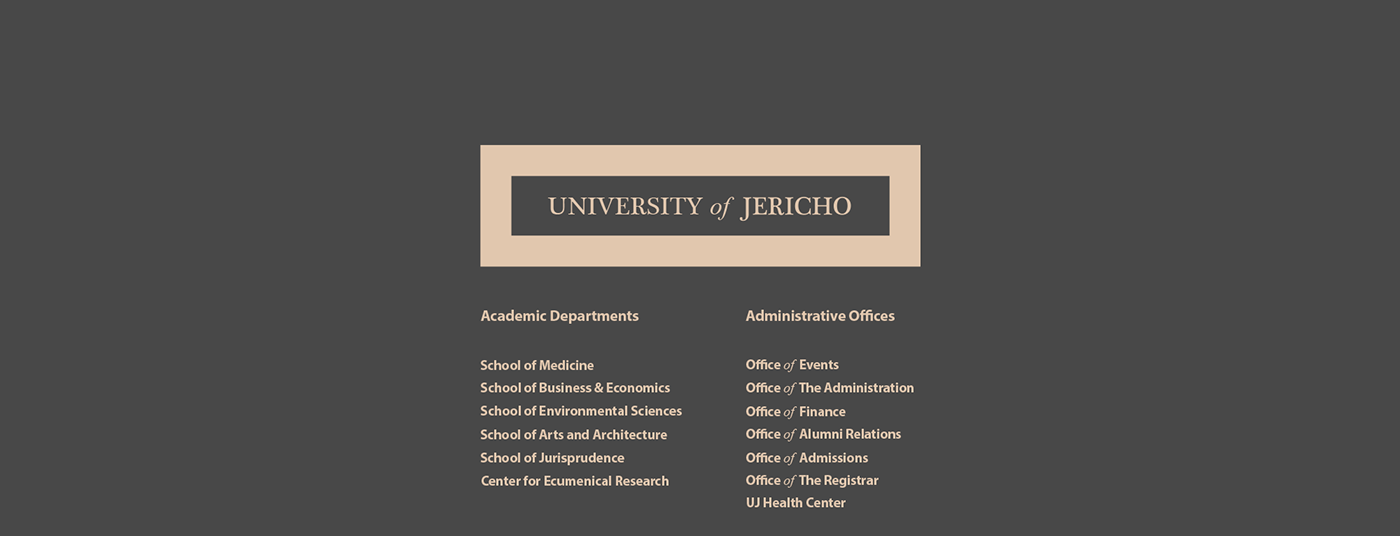 UNIVERSITY of JERICHO
Academic Departments
School of Medicine
School of Business & Economics
School of Environmental Sciences
School of Arts and Architecture
School of Jurisprudence
Center for Ecumenical Research
Administrative Offices
Office of Events
Office of The Administration
Office of Finance
Office of Alumni Relations
Office of Admissions
Office of The Registrar
UJ Health Center